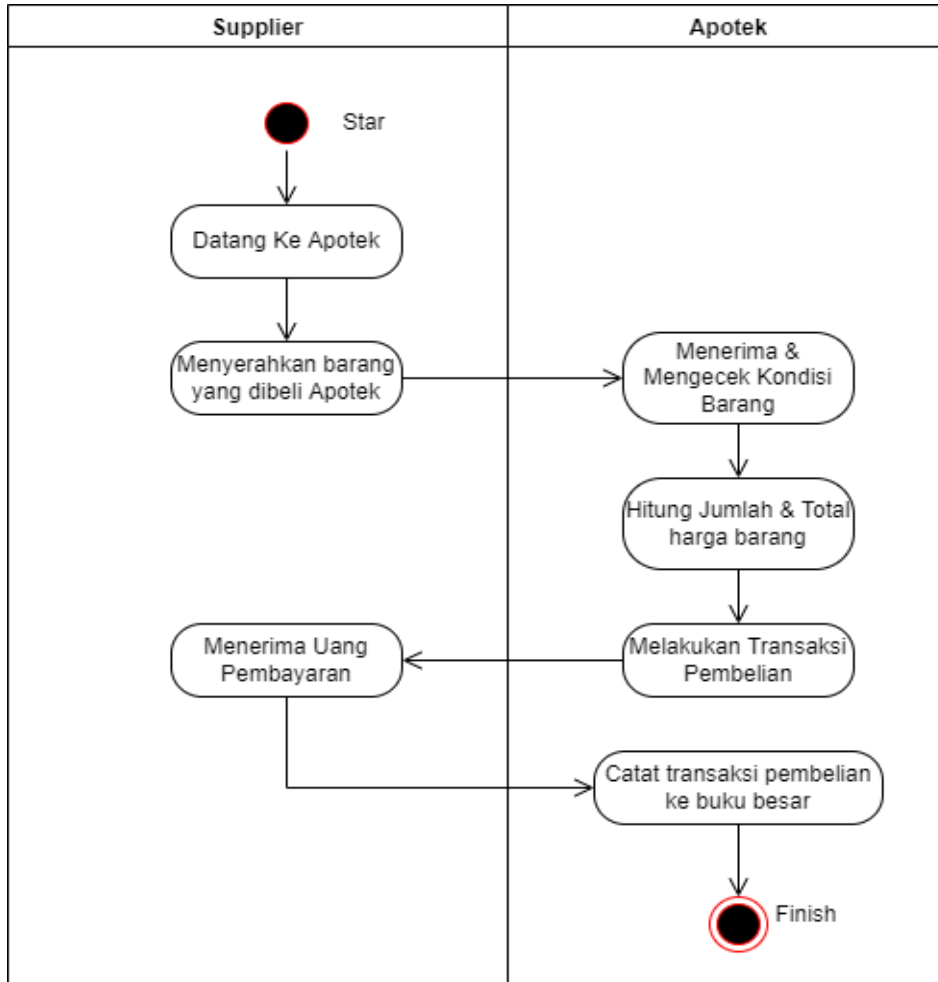 Supplier
Apotek
Star
Datang Ke Apotek
Menyerahkan barang
yang dibeli Apotek
Menerima &
Mengecek Kondisi
Barang
Hitung Jumlah & Total
harga barang
Melakukan Transaksi
Pembelian
Menerima Uang
Pembayaran
Catat transaksi pembelian
ke buku besar
Finish